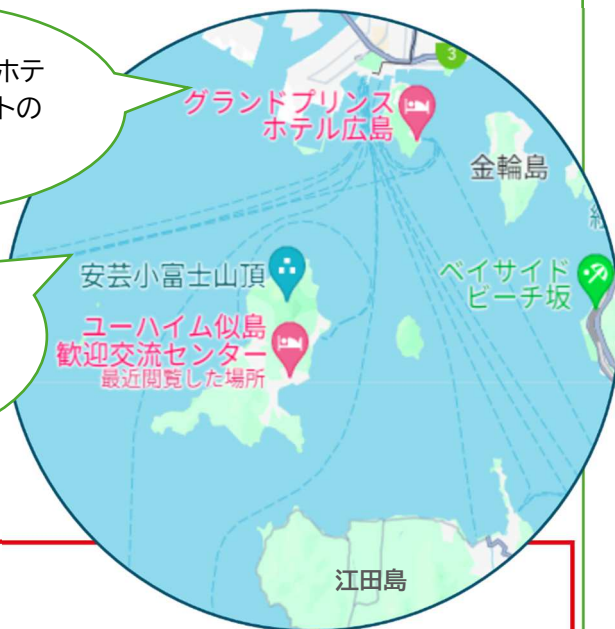 ホテ
トの
3
グランドプリンス
ホテル広島
金輪島
安芸小富士山頂
ベイサイド
ビーチ坂
ユーハイム似島
歓迎交流センター
最近閲覧した場所
江田島